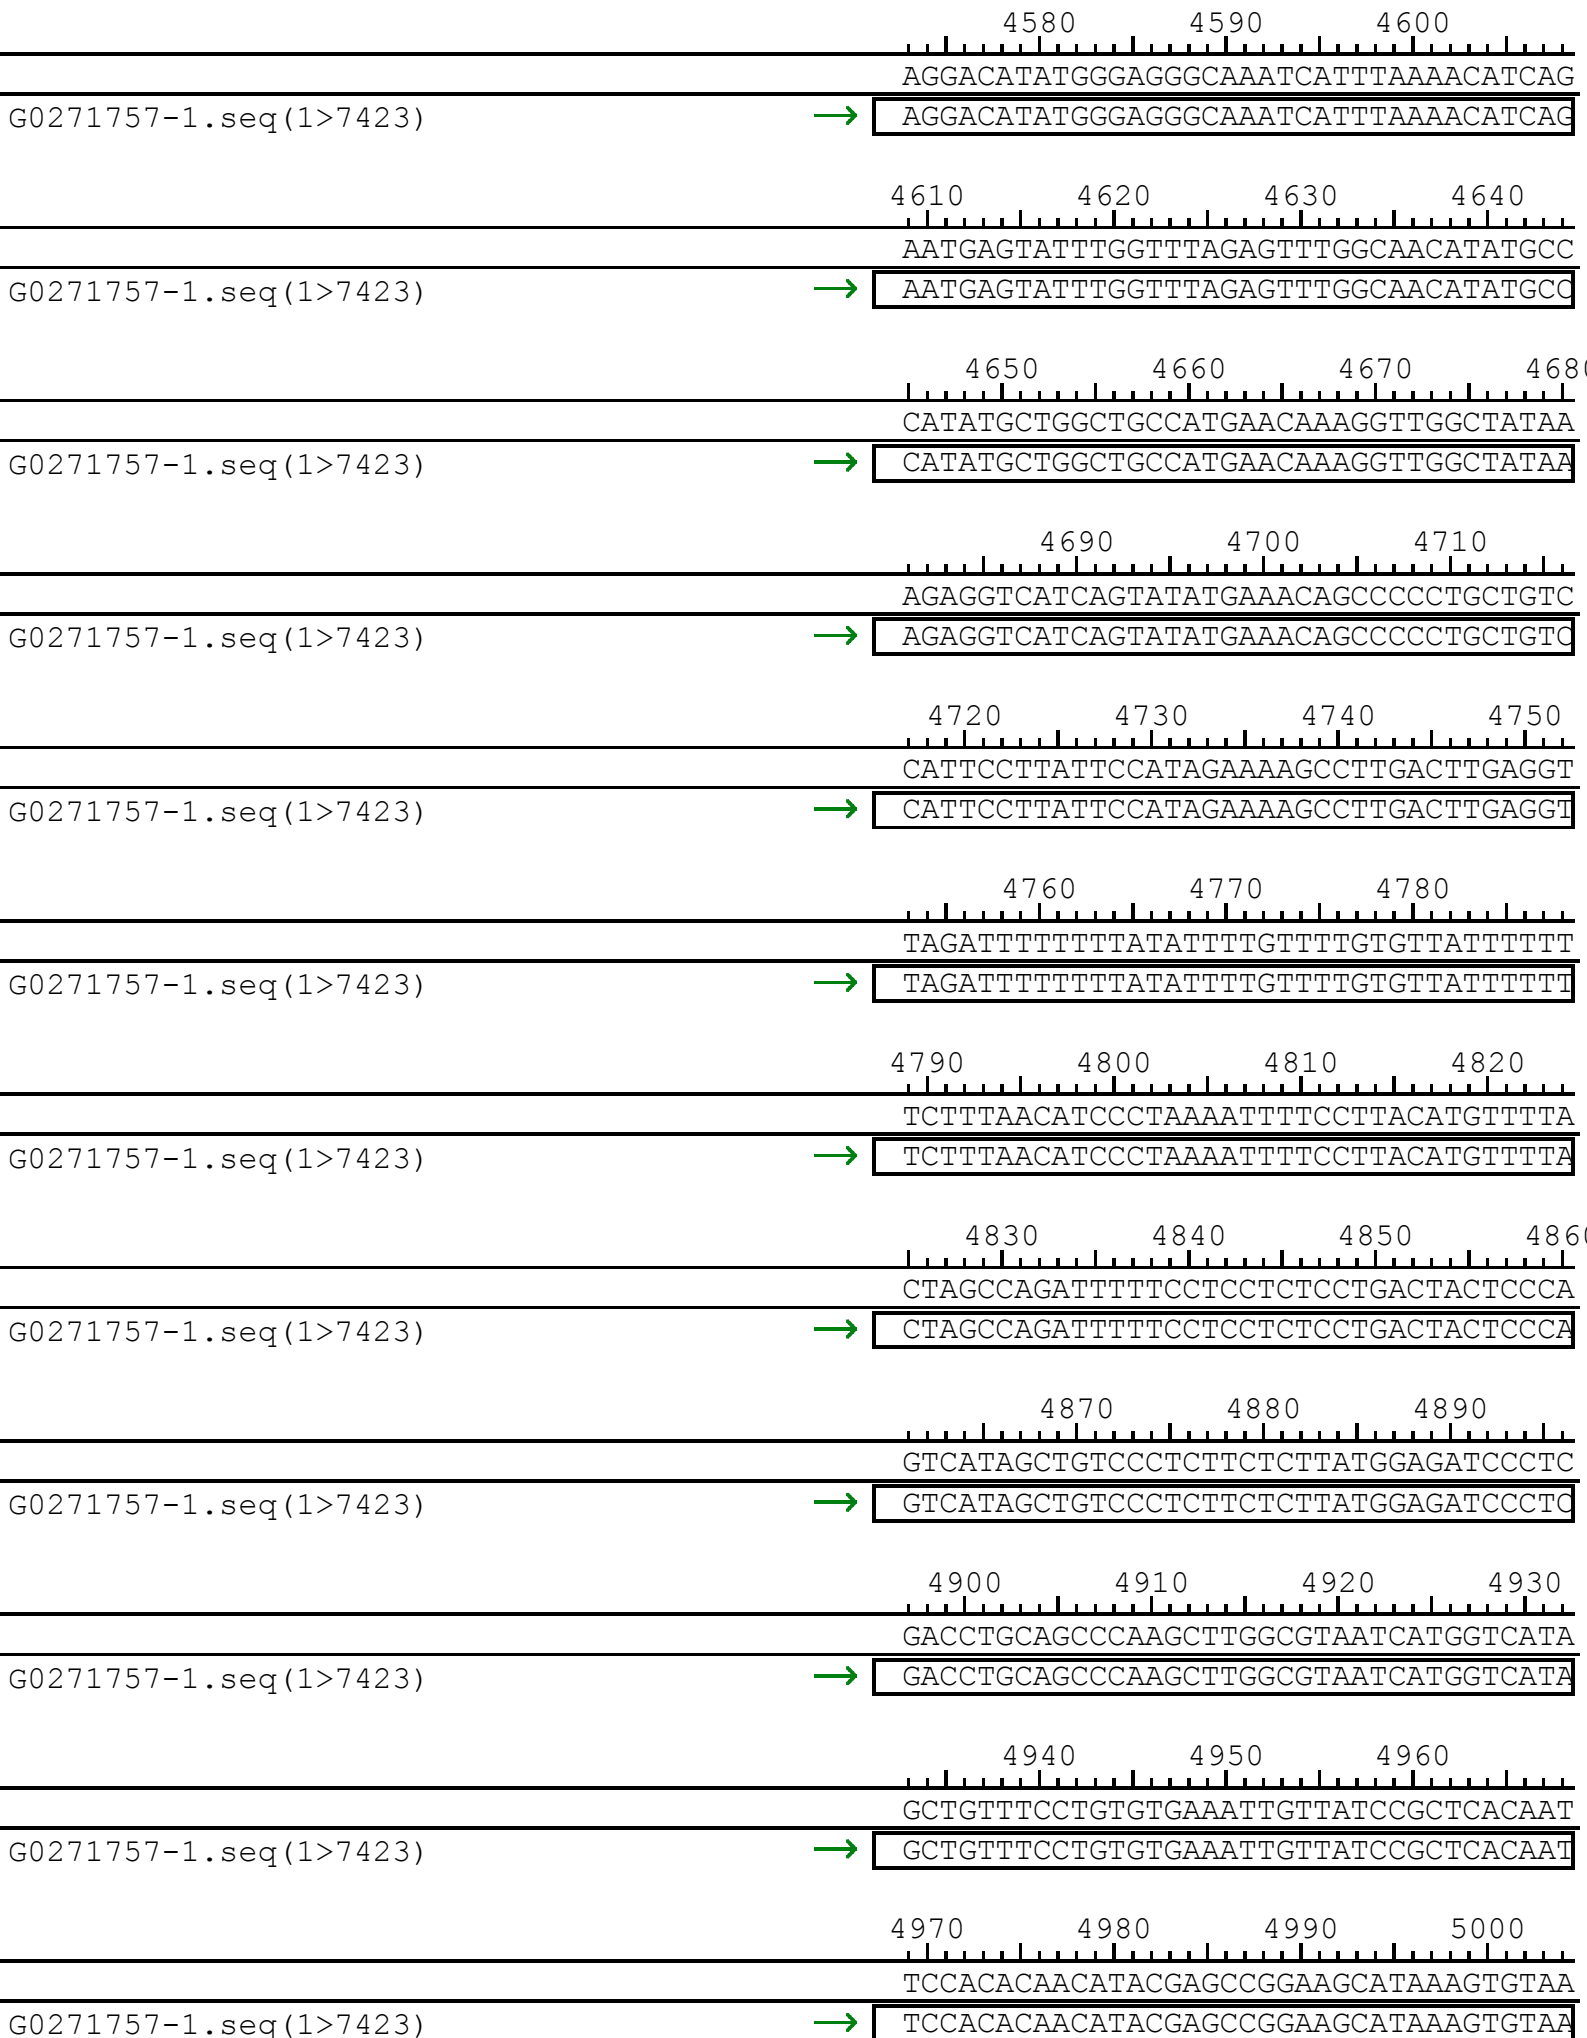 4580 4590 4600
AGGACATATGGGAGGGCAAATCATTTAAAACATCAG
G0271757-1.seq(1>7423) → AGGACATATGGGAGGGCAAATCATTTAAAACATCAG
4610 4620 4630 4640
AATGAGTATTTGGTTTAGAGTTTGGCAACATATGCC
G0271757-1.seq(1>7423) → AATGAGTATTTGGTTTAGAGTTTGGCAACATATGCC
4650 4660 4670 4680
CATATGCTGGCTGCCATGAACAAAGGTTGGCTATAA
G0271757-1.seq(1>7423) → CATATGCTGGCTGCCATGAACAAAGGTTGGCTATAA
4690 4700 4710
AGAGGTCATCAGTATATGAAACAGCCCCCTGCTGTC
G0271757-1.seq(1>7423) → AGAGGTCATCAGTATATGAAACAGCCCCCTGCTGTC
4720 4730 4740 4750
CATTCCTTATTCCATAGAAAAGCCTTGACTTGAGGT
G0271757-1.seq(1>7423) → CATTCCTTATTCCATAGAAAAGCCTTGACTTGAGGT
4760 4770 4780
TAGATTTTTTTTATATTTTGTTTTGTGTTATTTTTT
G0271757-1.seq(1>7423) → TAGATTTTTTTTATATTTTGTTTTGTGTTATTTTTT
4790 4800 4810 4820
TCTTTAACATCCCTAAAATTTTCCTTACATGTTTTA
G0271757-1.seq(1>7423) → TCTTTAACATCCCTAAAATTTTCCTTACATGTTTTA
4830 4840 4850 4860
CTAGCCAGATTTTTCCTCCTCTCCTGACTACTCCCA
G0271757-1.seq(1>7423) → CTAGCCAGATTTTTCCTCCTCTCCTGACTACTCCCA
4870 4880 4890
GTCATAGCTGTCCCTCTTCTCTTATGGAGATCCCTC
G0271757-1.seq(1>7423) → GTCATAGCTGTCCCTCTTCTCTTATGGAGATCCCTC
4900 4910 4920 4930
GACCTGCAGCCCAAGCTTGGCGTAATCATGGTCATA
G0271757-1.seq(1>7423) → GACCTGCAGCCCAAGCTTGGCGTAATCATGGTCATA
4940 4950 4960
GCTGTTTCCTGTGTGAAATTGTTATCCGCTCACAAT
G0271757-1.seq(1>7423) → GCTGTTTCCTGTGTGAAATTGTTATCCGCTCACAAT
4970 4980 4990 5000
TCCACACAACATACGAGCCGGAAGCATAAAGTGTAA
G0271757-1.seq(1>7423) → TCCACACAACATACGAGCCGGAAGCATAAAGTGTAA